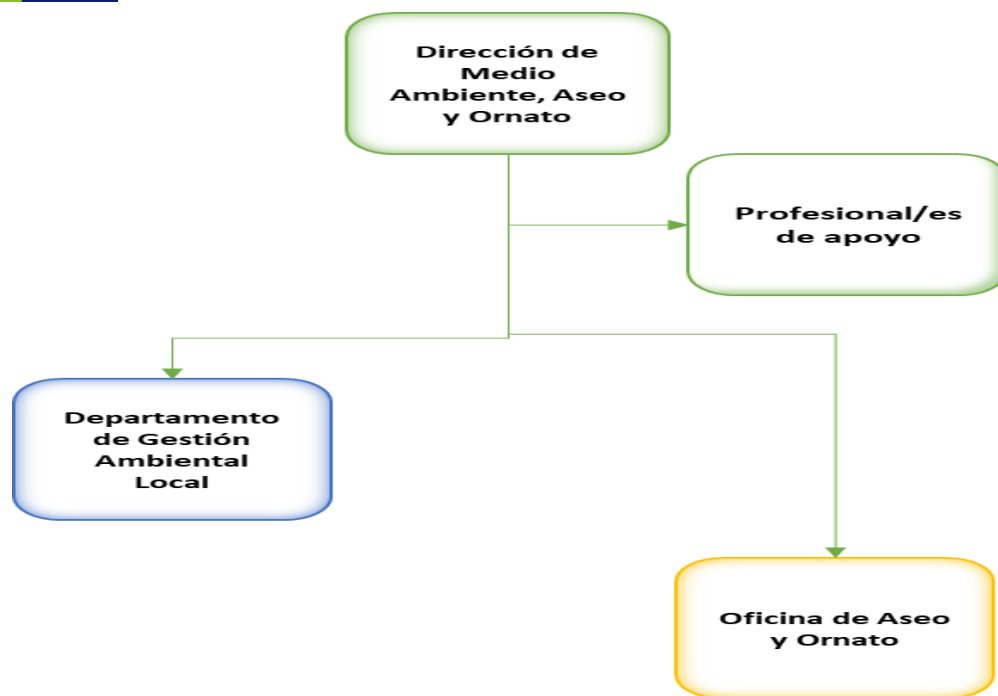 Dirección de
Medio
Ambiente, Aseo
y Ornato
Profesional/es
de apoyo
Departamento
de Gestión
Ambiental
Local
Oficina de Aseo
y Ornato